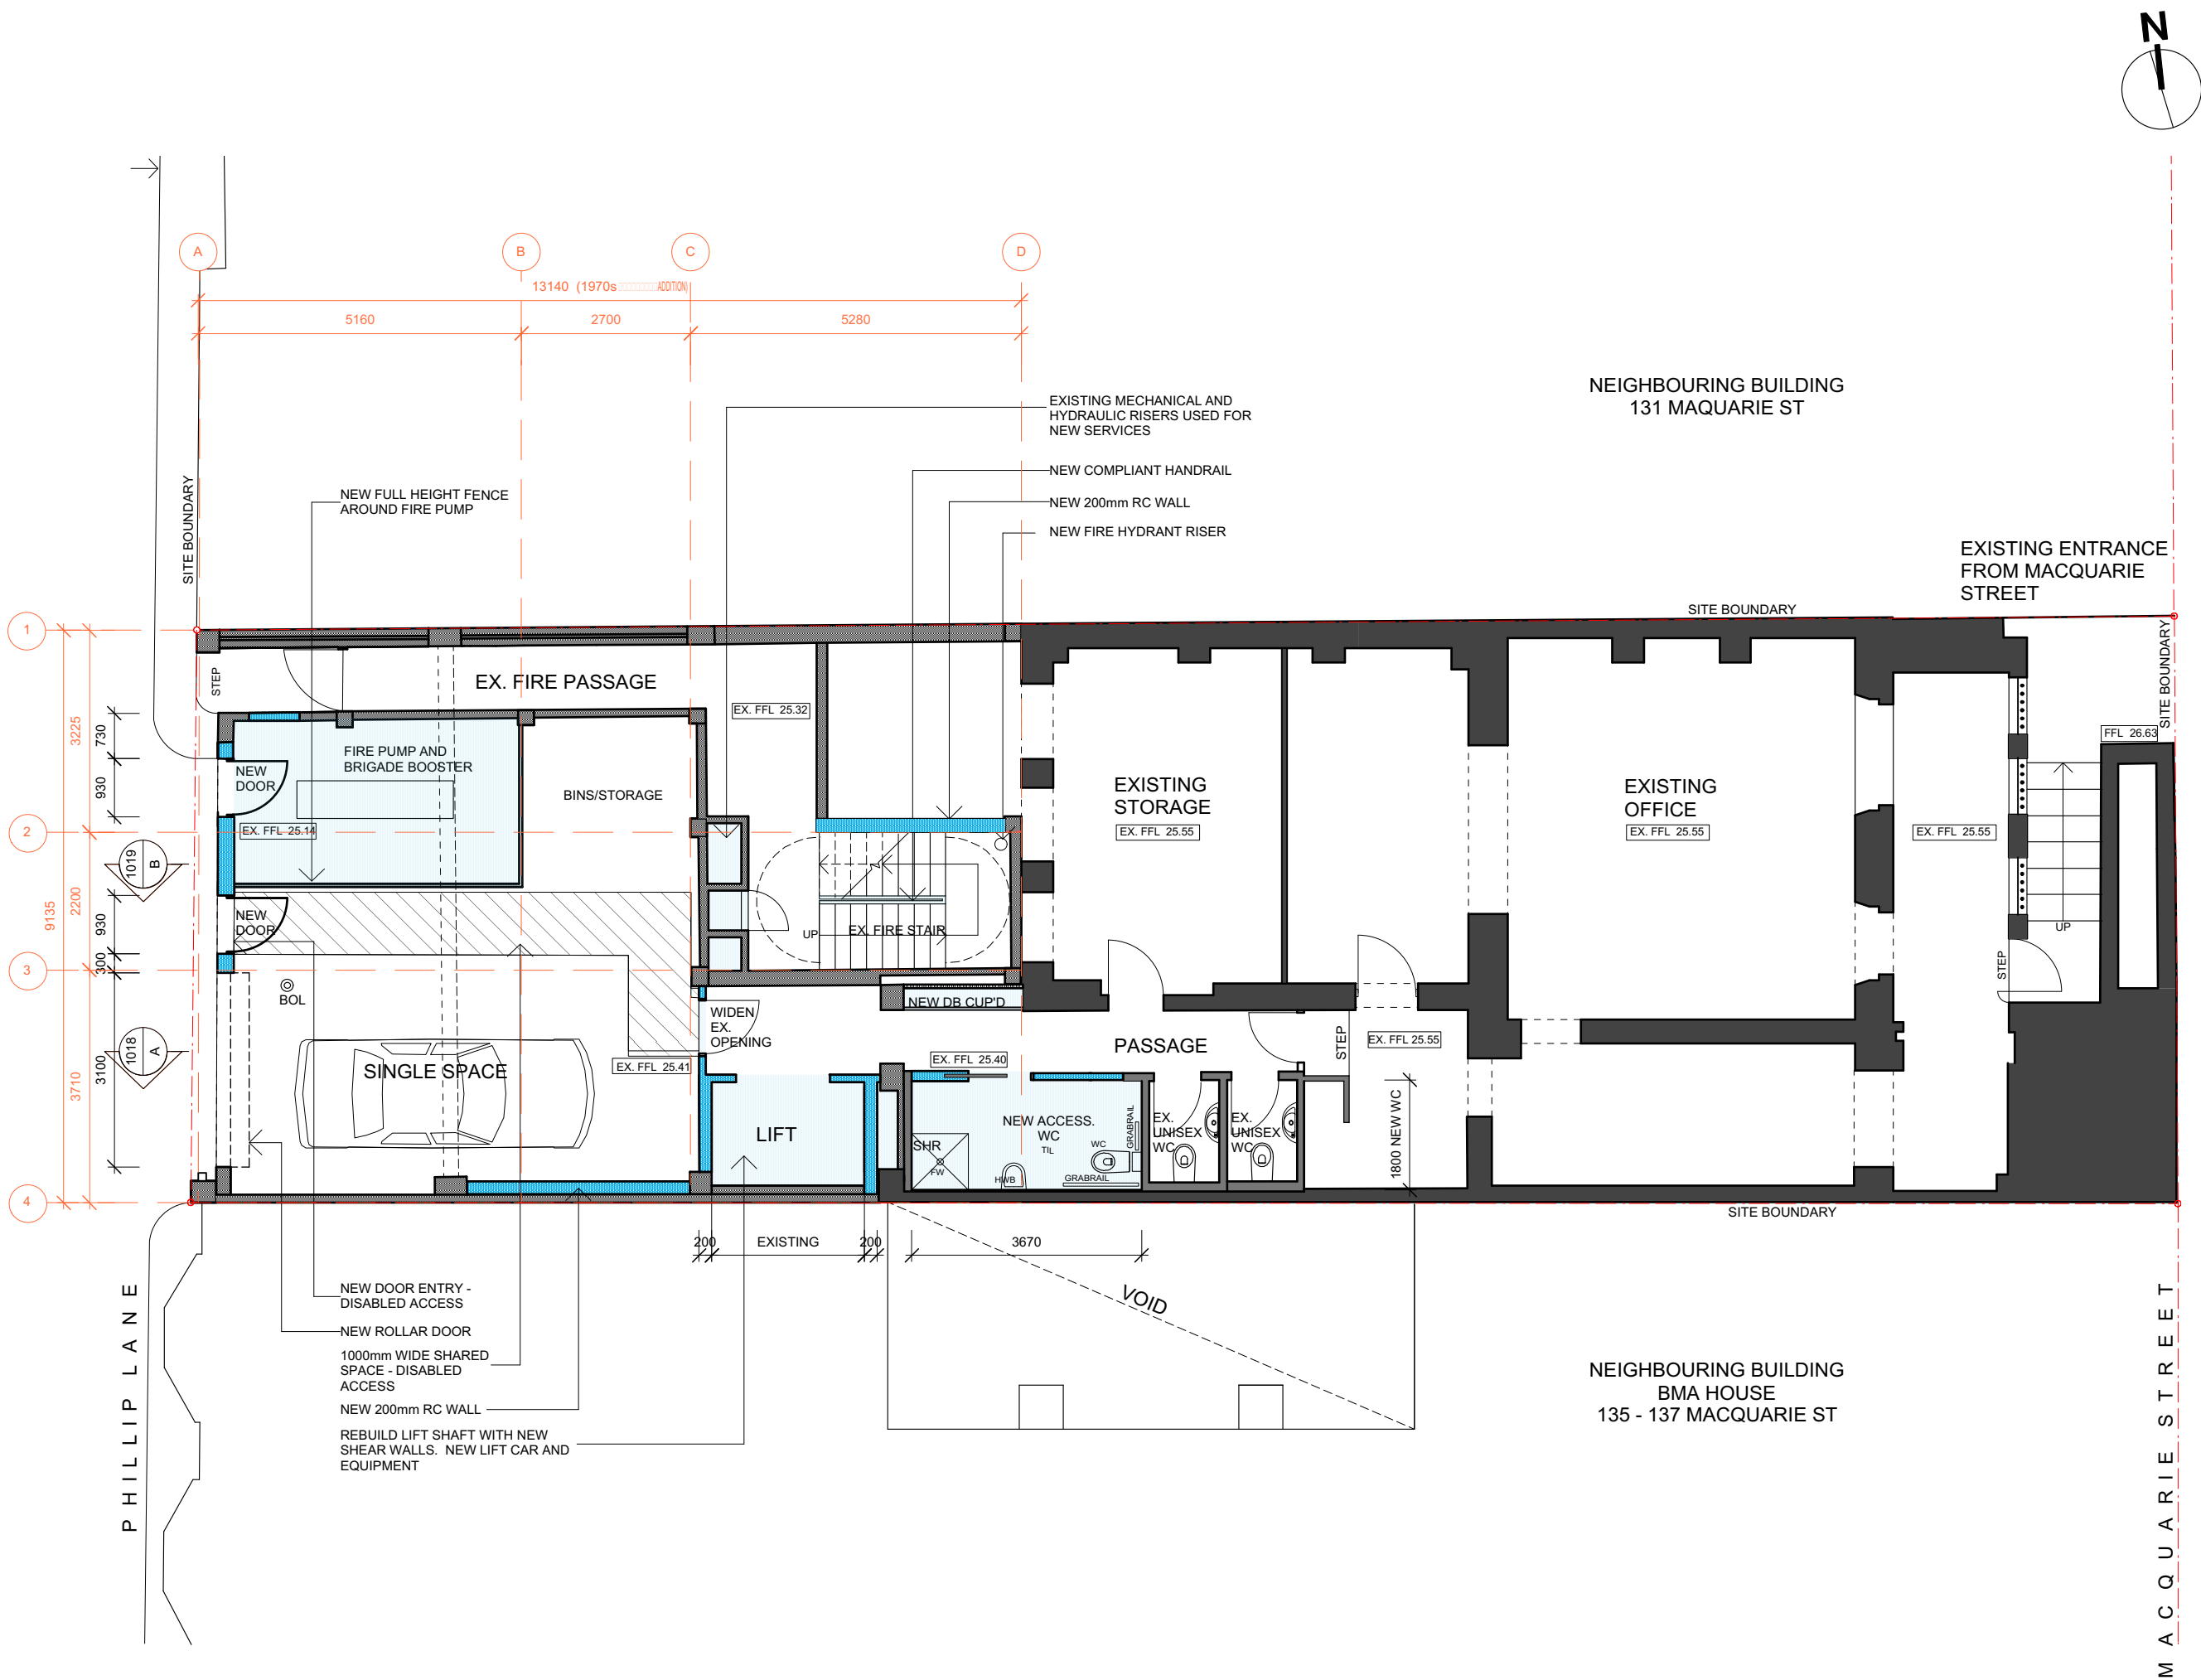 N
A
B
C
D
13140 (1970s ADDITION)
5160
2700
5280
EXISTING MECHANICAL AND
HYDRAULIC RISERS USED FOR
NEW SERVICES
NEW COMPLIANT HANDRAIL
NEW 200mm RC WALL
NEW FIRE HYDRANT RISER
NEW FULL HEIGHT FENCE
AROUND FIRE PUMP
SITE BOUNDARY
NEIGHBOURING BUILDING
131 MAQUARIE ST
EXISTING ENTRANCE
FROM MACQUARIE
STREET
SITE BOUNDARY
SITE BOUNDARY
1
2
3
4
9135
3225
2200
3710
730
930
930
300
3100
1019
B
1018
A
STEP
EX. FIRE PASSAGE
EX. FFL 25.32
FIRE PUMP AND
BRIGADE BOOSTER
NEW
DOOR
EX. FFL 25.14
BINS/STORAGE
NEW
DOOR
BOL
SINGLE SPACE
EX. FFL 25.41
WIDEN
EX.
OPENING
UP
EX. FIRE STAIR
NEW DB CUP'D
EXISTING
STORAGE
EX. FFL 25.55
EXISTING
OFFICE
EX. FFL 25.55
EX. FFL 25.55
FFL 26.63
UP
STEP
EX. FFL 25.40
PASSAGE
STEP
EX. FFL 25.55
LIFT
NEW ACCESS.
WC
TIL
SHR
FW
HWB
WC
GRABRAIL
GRABRAIL
EX.
UNISEX
WC
EX.
UNISEX
WC
1800 NEW WC
SITE BOUNDARY
200
EXISTING
200
3670
VOID
NEW DOOR ENTRY -
DISABLED ACCESS
NEW ROLLAR DOOR
1000mm WIDE SHARED
SPACE - DISABLED
ACCESS
NEW 200mm RC WALL
REBUILD LIFT SHAFT WITH NEW
SHEAR WALLS. NEW LIFT CAR AND
EQUIPMENT
NEIGHBOURING BUILDING
BMA HOUSE
135 - 137 MACQUARIE ST
PHILLIP LANE
MACQUARIE STREET